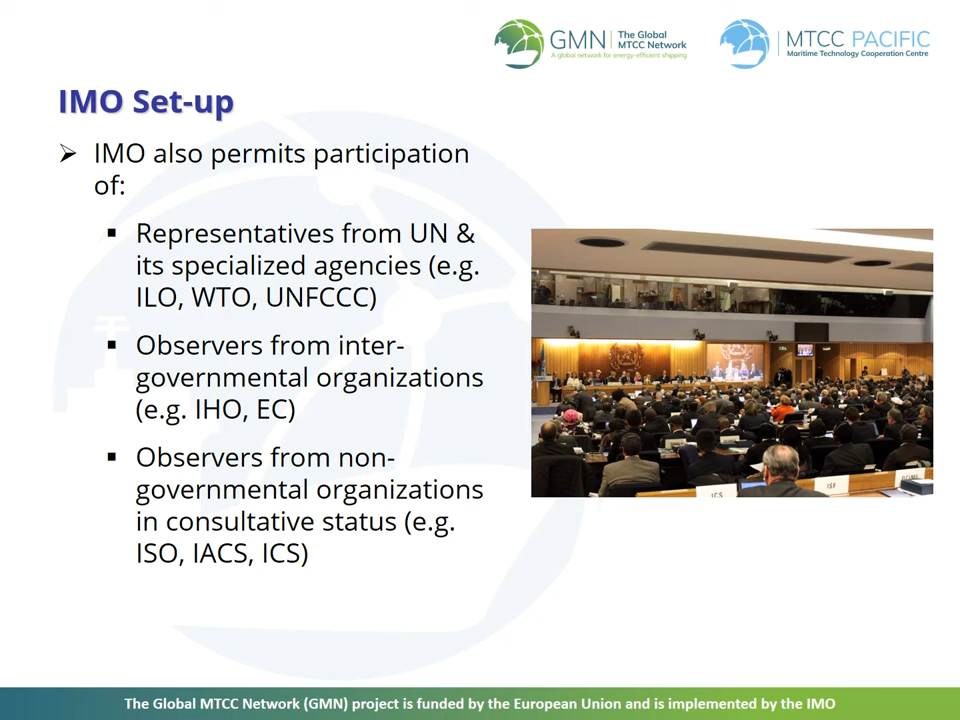 GMN
The Global
MTCC Network
A global network for energy-efficient shipping
MTCC PACIFIC
Maritime Technology Cooperation Centre
IMO Set-up
IMO also permits participation
of:
Representatives from UN &
its specialized agencies (e.g.
ILO, WTO, UNFCCC)
Observers from inter-
governmental organizations
(e.g. IHO, EC)
Observers from non-
governmental organizations
in consultative status (e.g.
ISO, IACS, ICS)
ICS
ISF
The Global MTCC Network (GMN) project is funded by the European Union and is implemented by the IMO